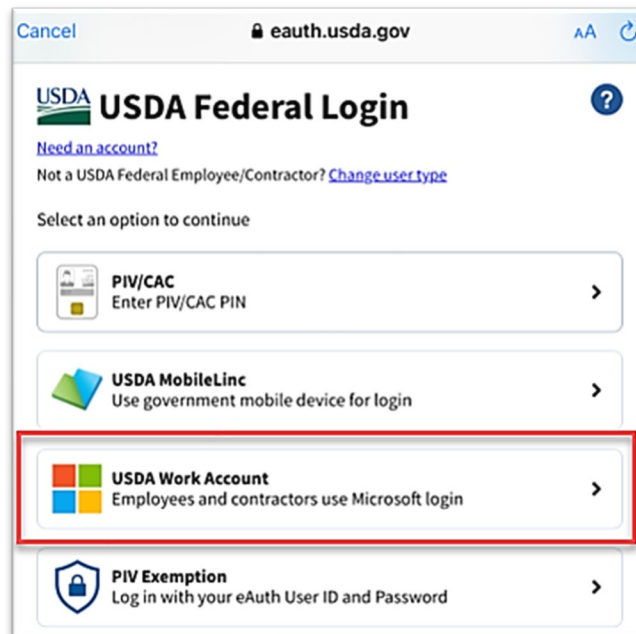 Cancel
eauth.usda.gov
AA
USDA USDA Federal Login
?
Need an account?
Not a USDA Federal Employee/Contractor? Change user type
Select an option to continue
PIV/CAC
Enter PIV/CAC PIN
USDA MobileLinc
Use government mobile device for login
USDA Work Account
Employees and contractors use Microsoft login
PIV Exemption
Log in with your eAuth User ID and Password